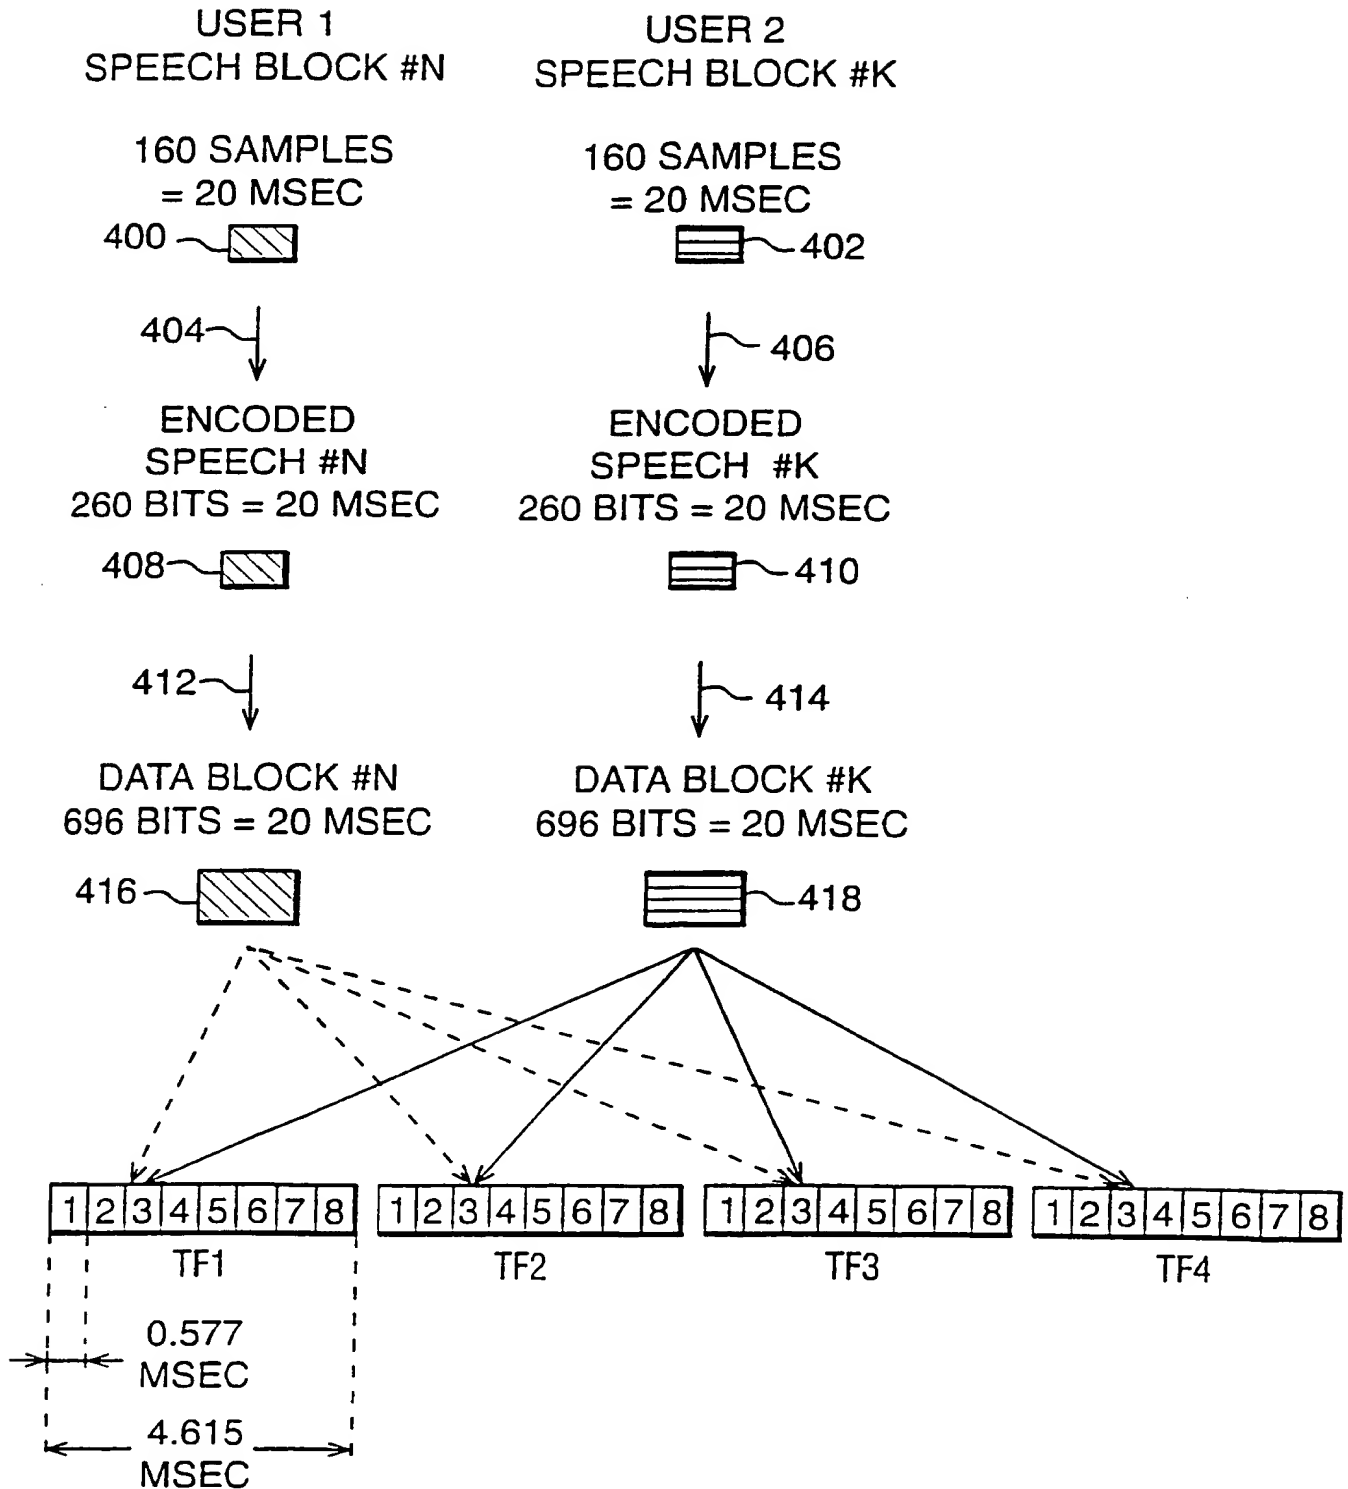 USER 1
SPEECH BLOCK #N
USER 2
SPEECH BLOCK #K
160 SAMPLES
= 20 MSEC
160 SAMPLES
= 20 MSEC
400
402
404
406
ENCODED
SPEECH #N
260 BITS = 20 MSEC
ENCODED
SPEECH #K
260 BITS = 20 MSEC
408
410
412
414
DATA BLOCK #N
696 BITS = 20 MSEC
DATA BLOCK #K
696 BITS = 20 MSEC
416
418
1 2 3 4 5 6 7 8
1 2 3 4 5 6 7 8
1 2 3 4 5 6 7 8
1 2 3 4 5 6 7 8
TF1
TF2
TF3
TF4
0.577
MSEC
4.615
MSEC